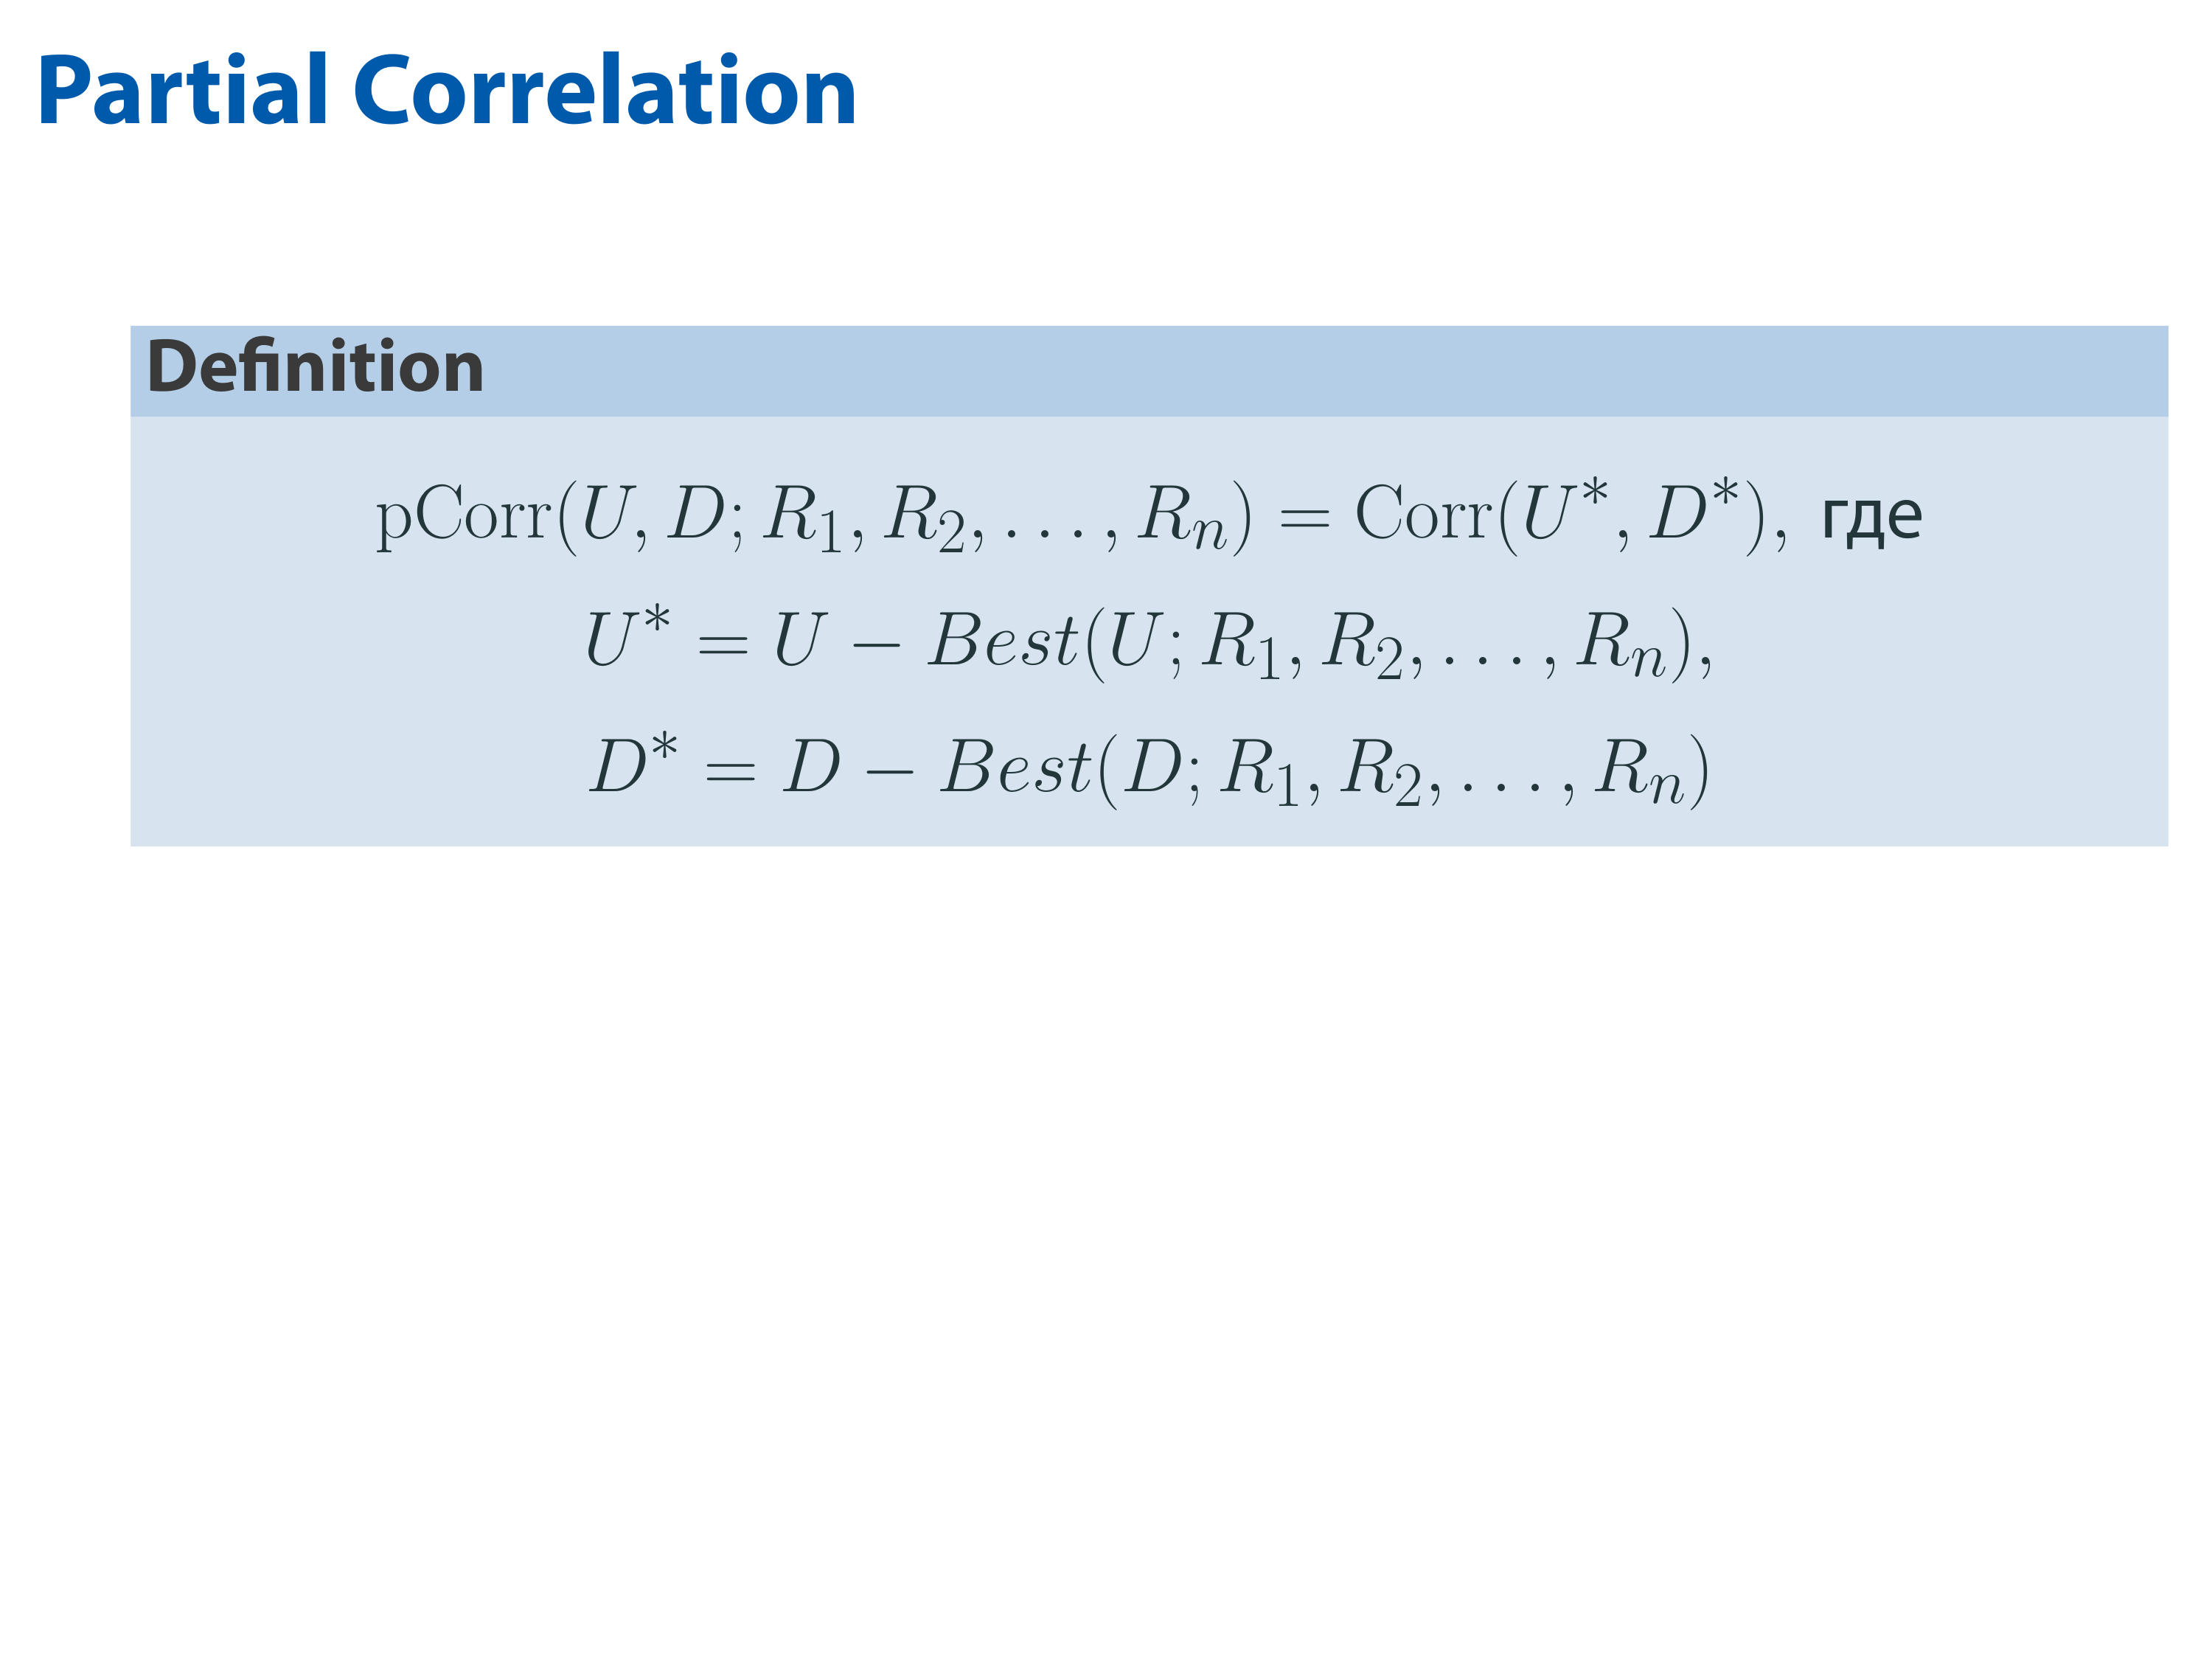 Partial Correlation
Definition
pCorr(U, D; R₁, R₂, . . . , Rₙ) = Corr(U*, D*), где
U* = U − Best(U; R₁, R₂, . . . , Rₙ),
D* = D − Best(D; R₁, R₂, . . . , Rₙ)